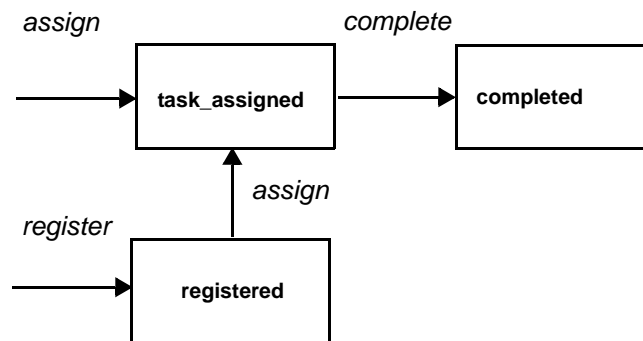 assign
complete
task_assigned
completed
assign
register
registered